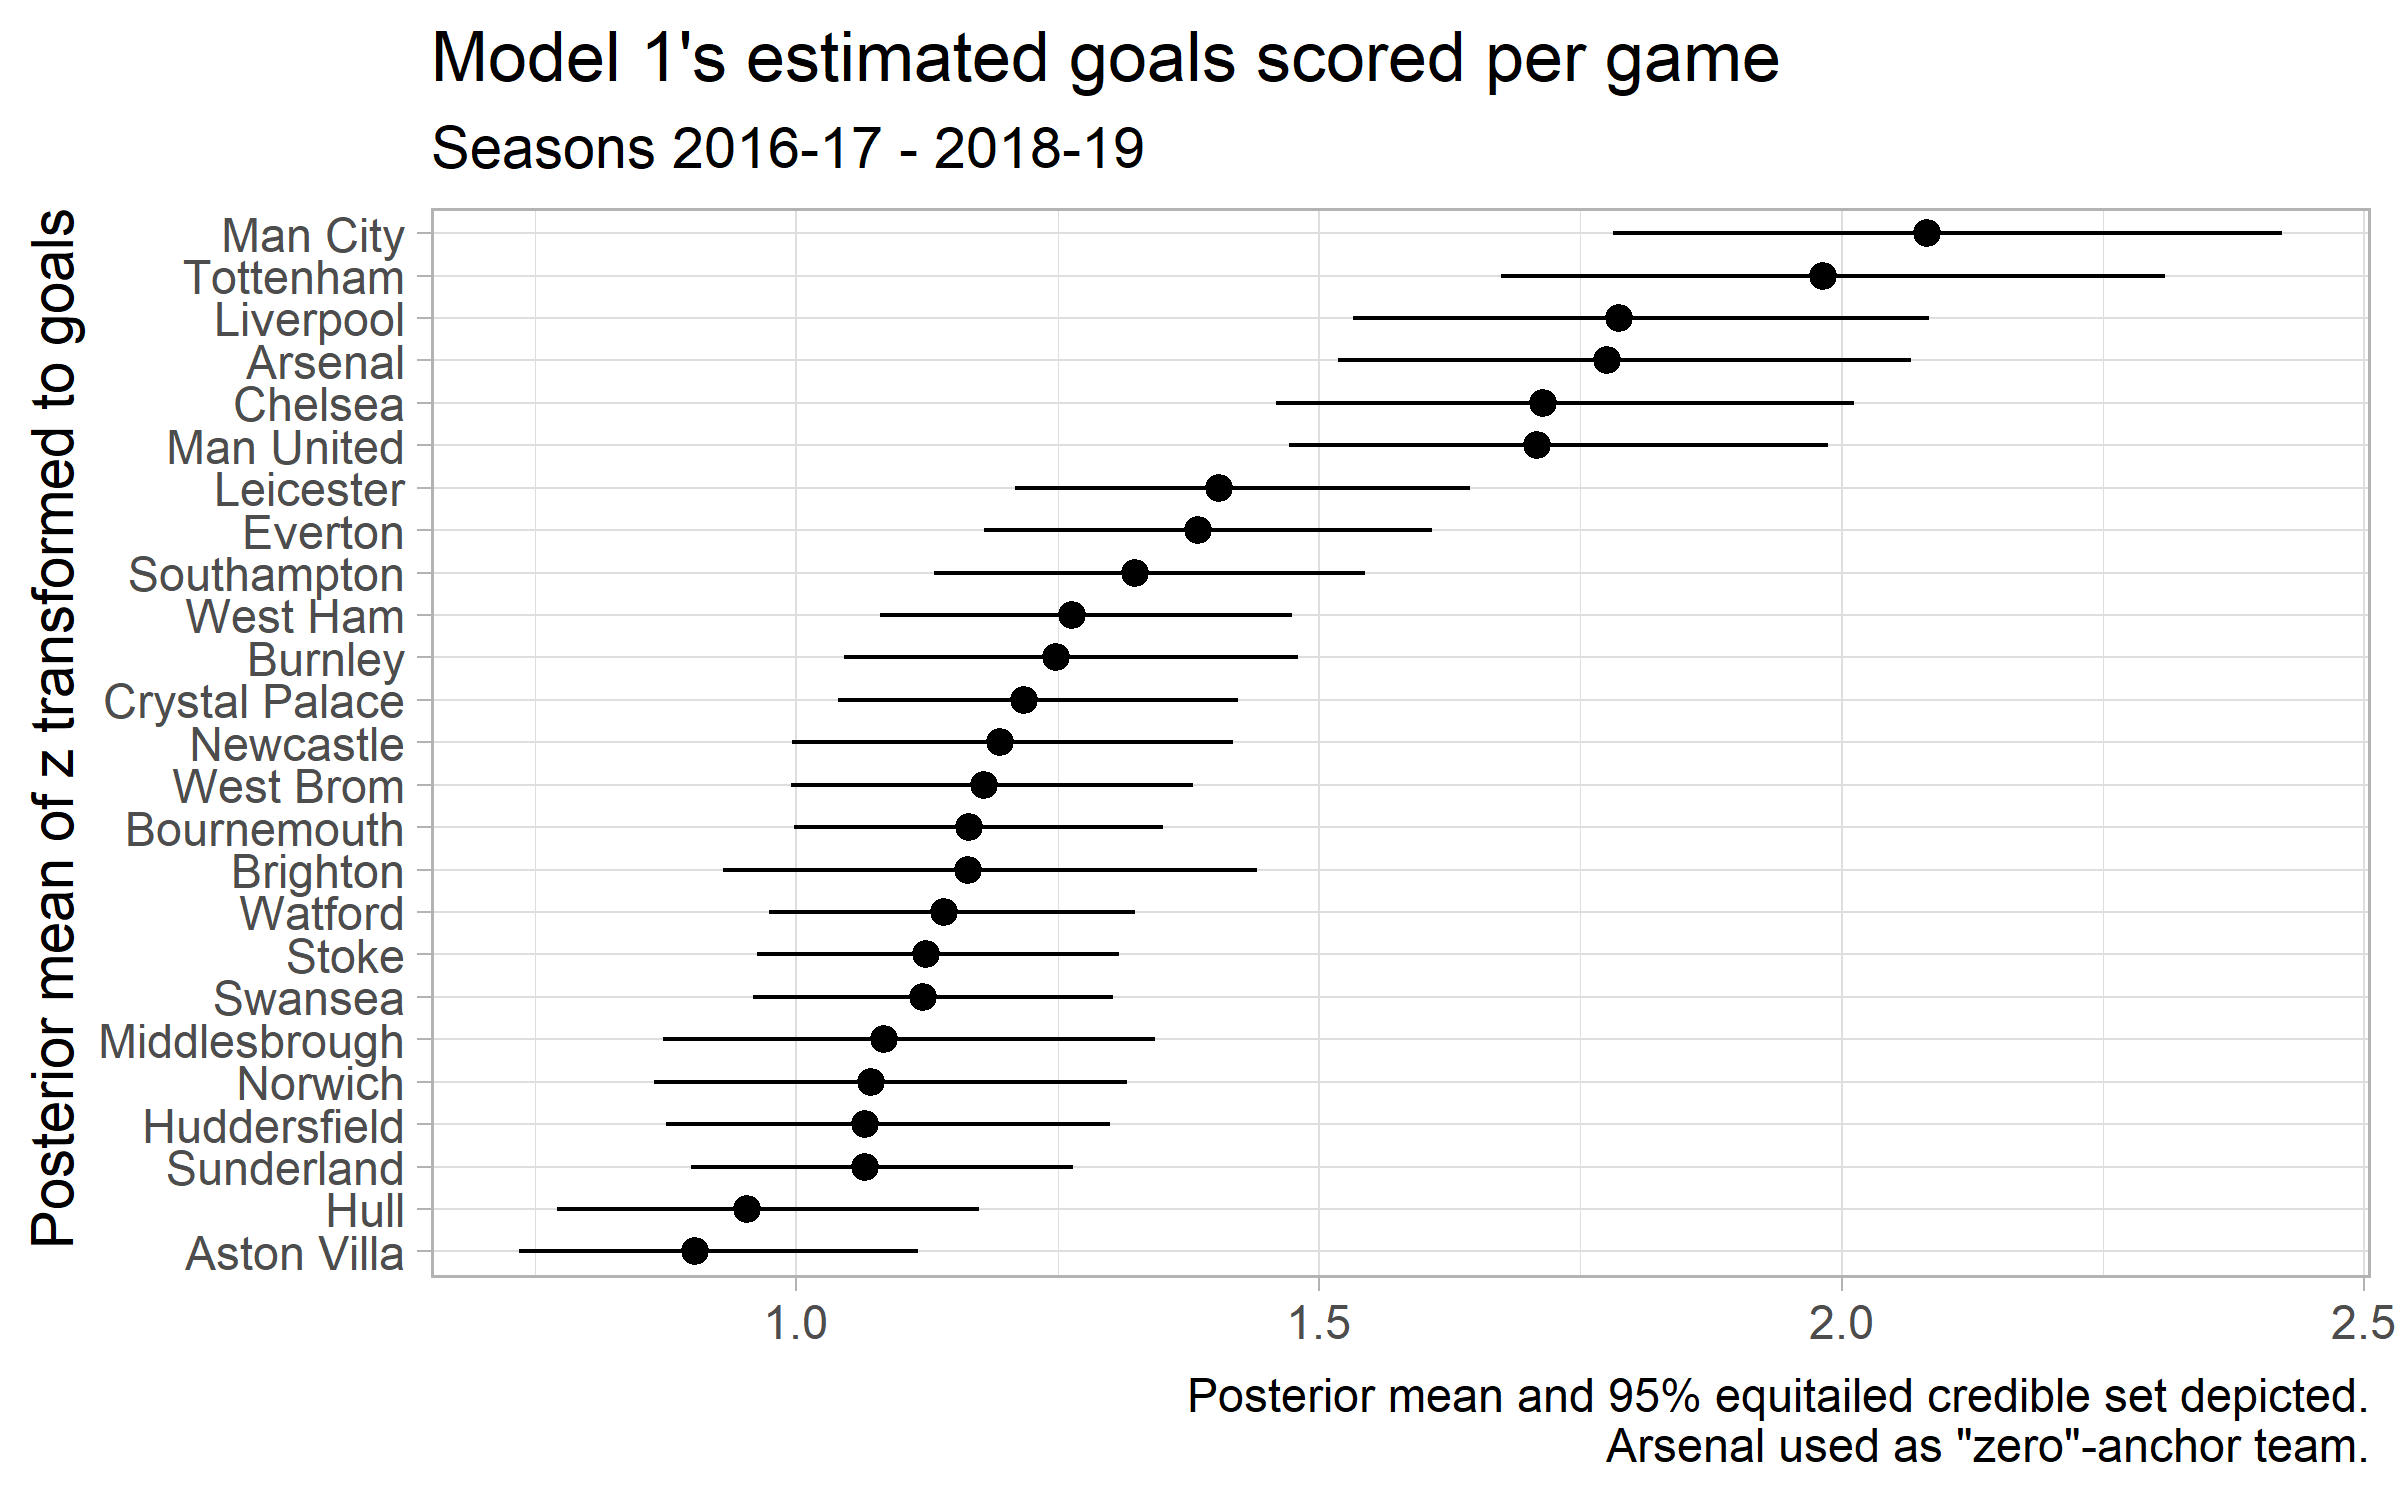 Model 1's estimated goals scored per game
Seasons 2016-17 - 2018-19
Posterior mean of z transformed to goals
Man City
Tottenham
Liverpool
Arsenal
Chelsea
Man United
Leicester
Everton
Southampton
West Ham
Burnley
Crystal Palace
Newcastle
West Brom
Bournemouth
Brighton
Watford
Stoke
Swansea
Middlesbrough
Norwich
Huddersfield
Sunderland
Hull
Aston Villa
1.0 1.5 2.0 2.5
Posterior mean and 95% equitailed credible set depicted.
Arsenal used as "zero"-anchor team.